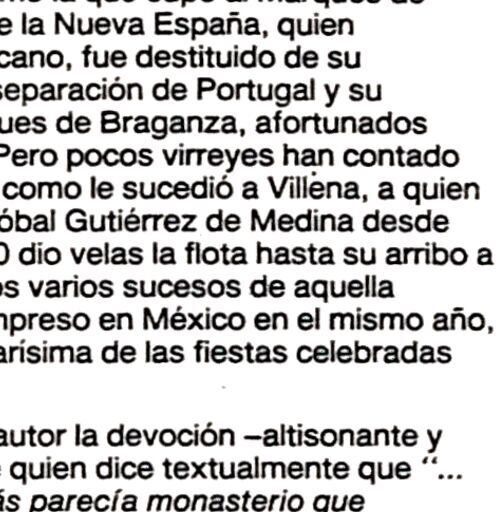 de la Nueva España, quien
cano, fue destituido de su
separación de Portugal y su
ques de Braganza, afortunados
Pero pocos virreyes han contado
como le sucedió a Villena, a quien
óbal Gutiérrez de Medina desde
0 dio velas la flota hasta su arribo a
os varios sucesos de aquella
mpreso en México en el mismo año,
arísima de las fiestas celebradas
autor la devoción –altisonante y
quien dice textualmente que “...
ás parecía monasterio que